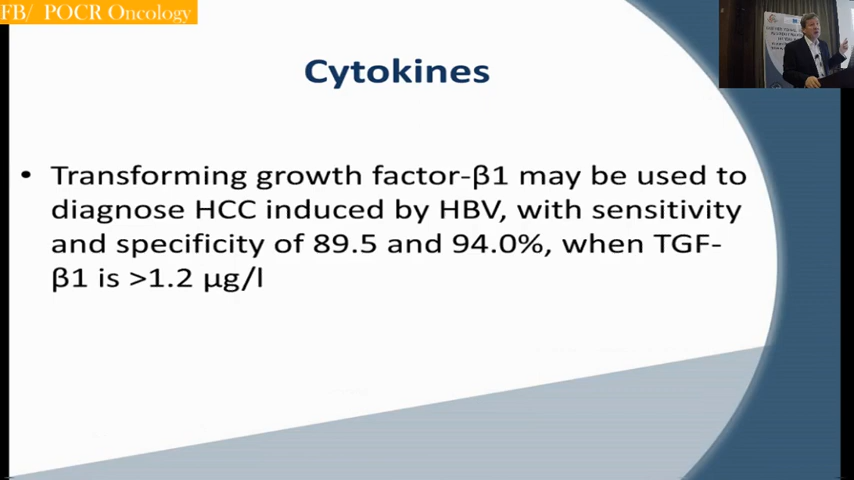 FB/ POCR Oncology
Cytokines
• Transforming growth factor-β1 may be used to
diagnose HCC induced by HBV, with sensitivity
and specificity of 89.5 and 94.0%, when TGF-
β1 is >1.2 µg/l